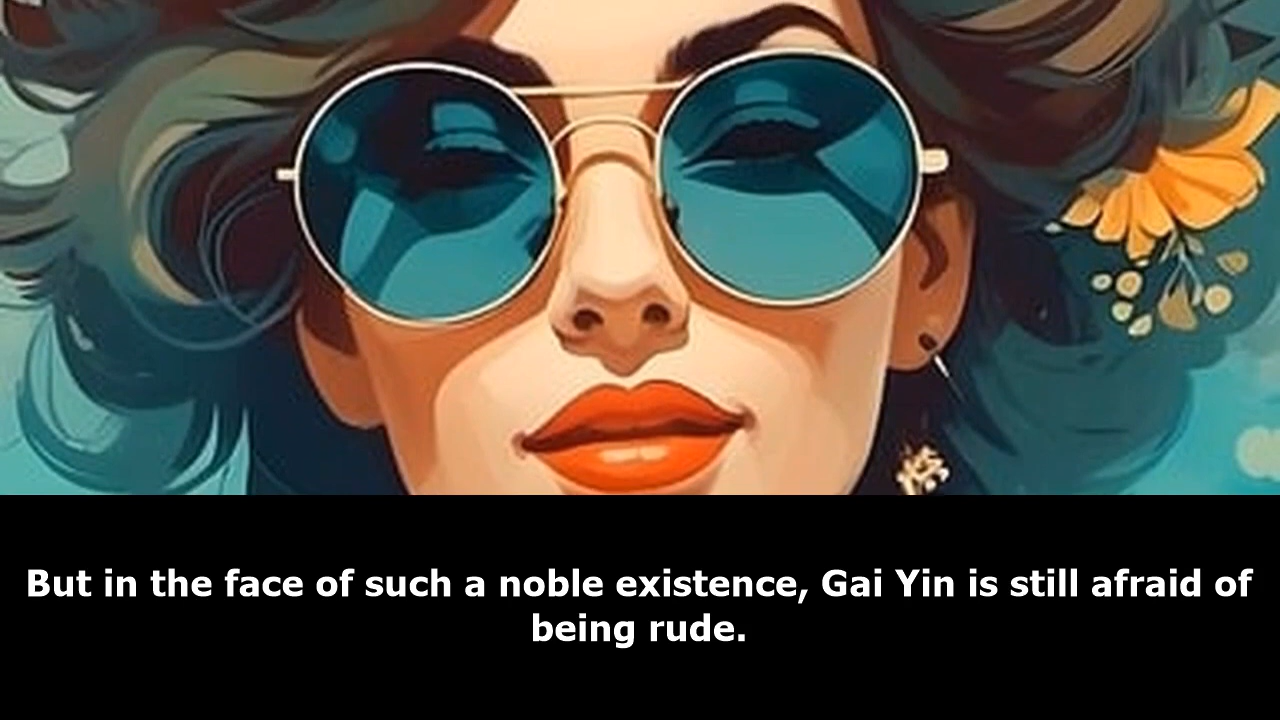 But in the face of such a noble existence, Gai Yin is still afraid of
being rude.